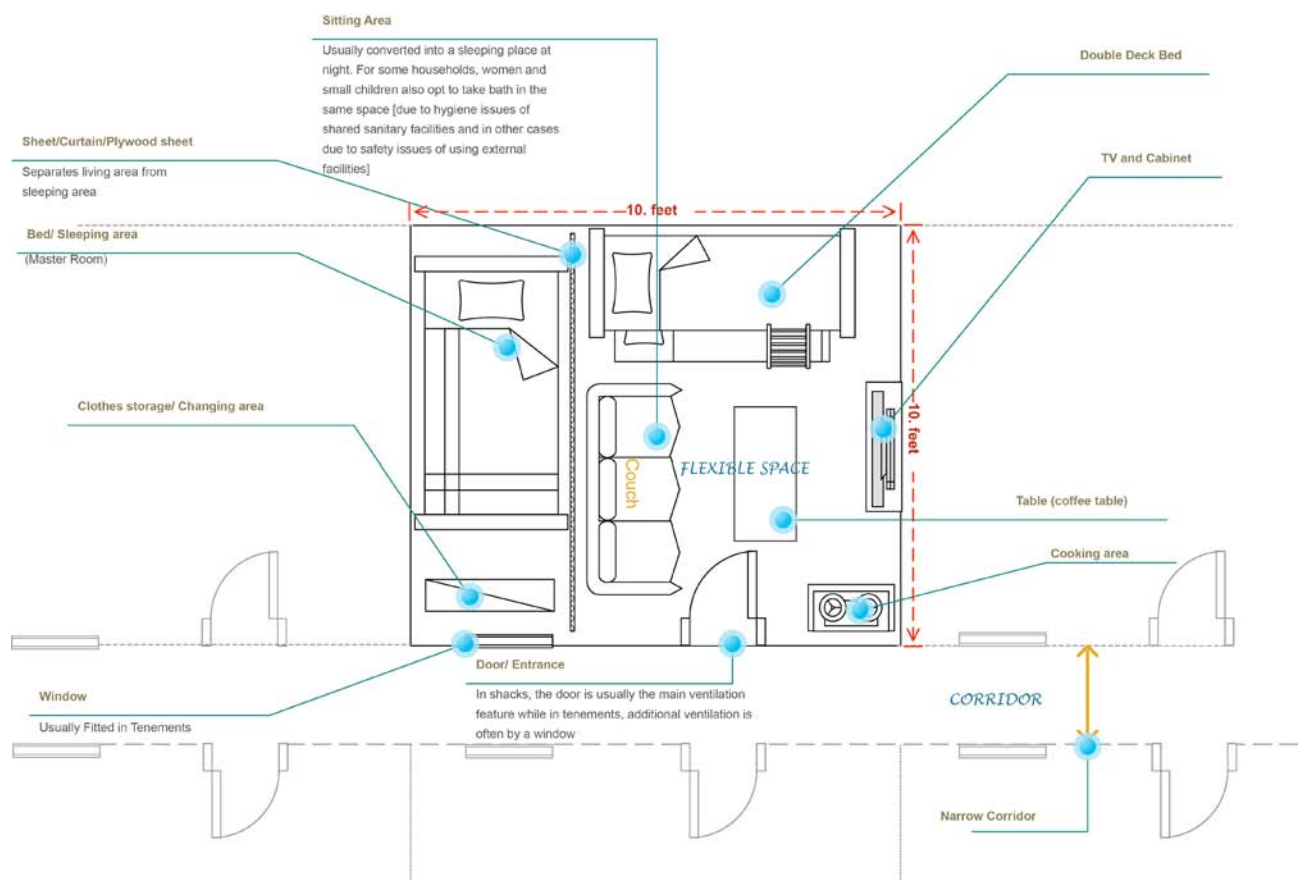 Sitting Area
Usually converted into a sleeping place at
night. For some households, women and
small children also opt to take bath in the
same space [due to hygiene issues of
shared sanitary facilities and in other cases
due to safety issues of using external
facilities]
Double Deck Bed
Sheet/Curtain/Plywood sheet
Separates living area from
sleeping area
TV and Cabinet
10. feet
Bed/ Sleeping area
(Master Room)
10. feet
Clothes storage/ Changing area
Couch
FLEXIBLE SPACE
Table (coffee table)
Cooking area
Door/ Entrance
In shacks, the door is usually the main ventilation
feature while in tenements, additional ventilation is
often by a window
Window
Usually Fitted in Tenements
CORRIDOR
Narrow Corridor